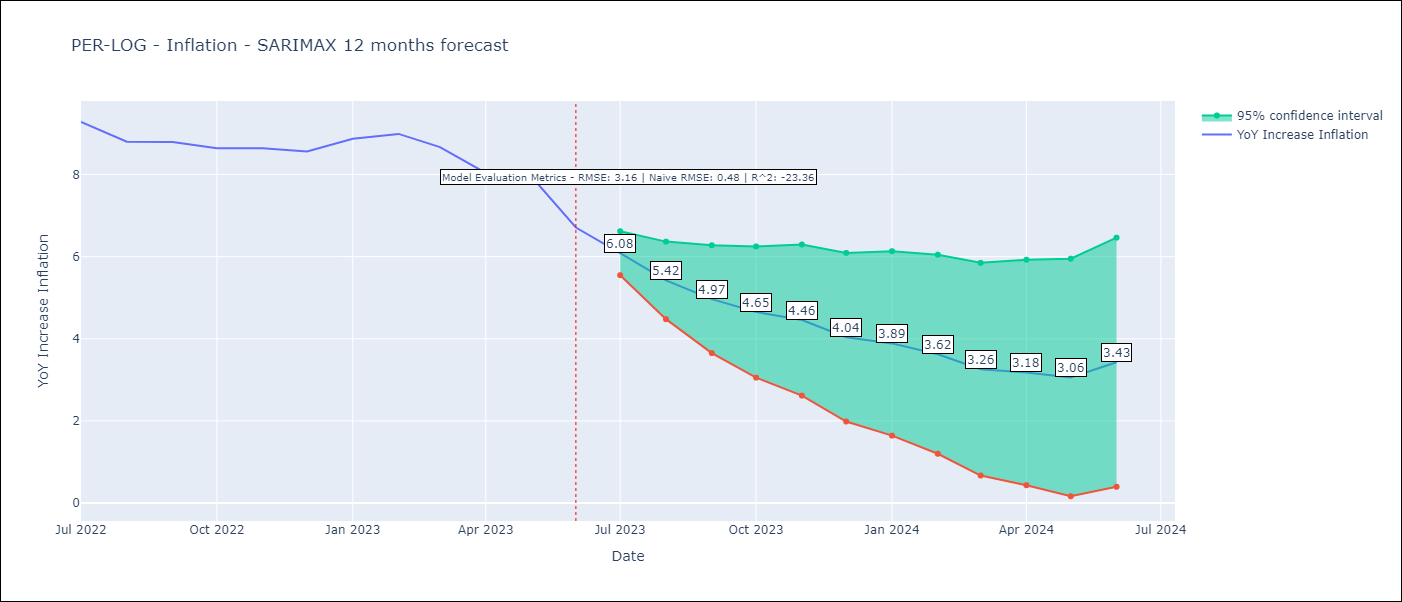 PER-LOG - Inflation - SARIMAX 12 months forecast
95% confidence interval
YoY Increase Inflation
Model Evaluation Metrics - RMSE: 3.16 | Naive RMSE: 0.48 | R^2: -23.36
8
6
4
2
0
YoY Increase Inflation
6.08
5.42
4.97
4.65
4.46
4.04
3.89
3.62
3.26
3.18
3.06
3.43
Jul 2022
Oct 2022
Jan 2023
Apr 2023
Jul 2023
Oct 2023
Jan 2024
Apr 2024
Jul 2024
Date